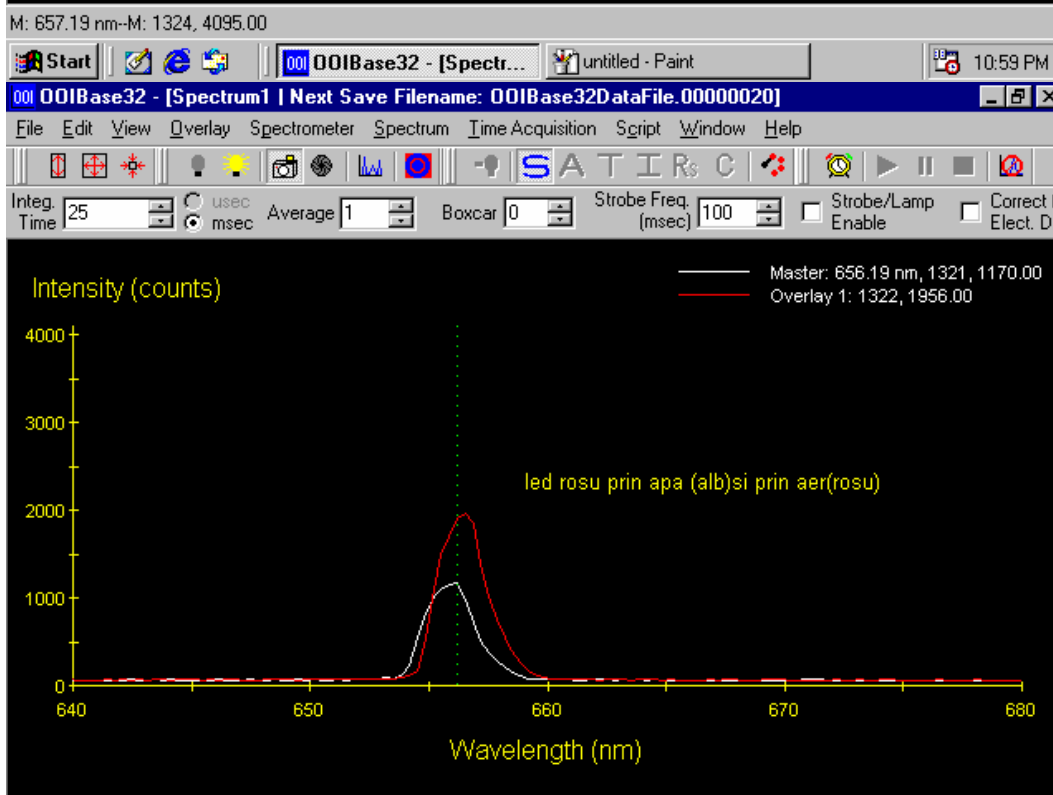 M: 657.19 nm--M: 1324, 4095.00
Start OOIBase32 - [Spectr... untitled - Paint 10:59 PM
OOIBase32 - [Spectrum1 | Next Save Filename: OOIBase32DataFile.00000020]
File Edit View Overlay Spectrometer Spectrum Time Acquisition Script Window Help
S A T I Rs C
Integ. Time 25 usec msec Average 1 Boxcar 0 Strobe Freq. (msec) 100 Strobe/Lamp Enable Correct Elect. D
Master: 656.19 nm, 1321, 1170.00
Intensity (counts)
Overlay 1: 1322, 1956.00
4000
3000
led rosu prin apa (alb)si prin aer(rosu)
2000
1000
0
640 650 660 670 680
Wavelength (nm)